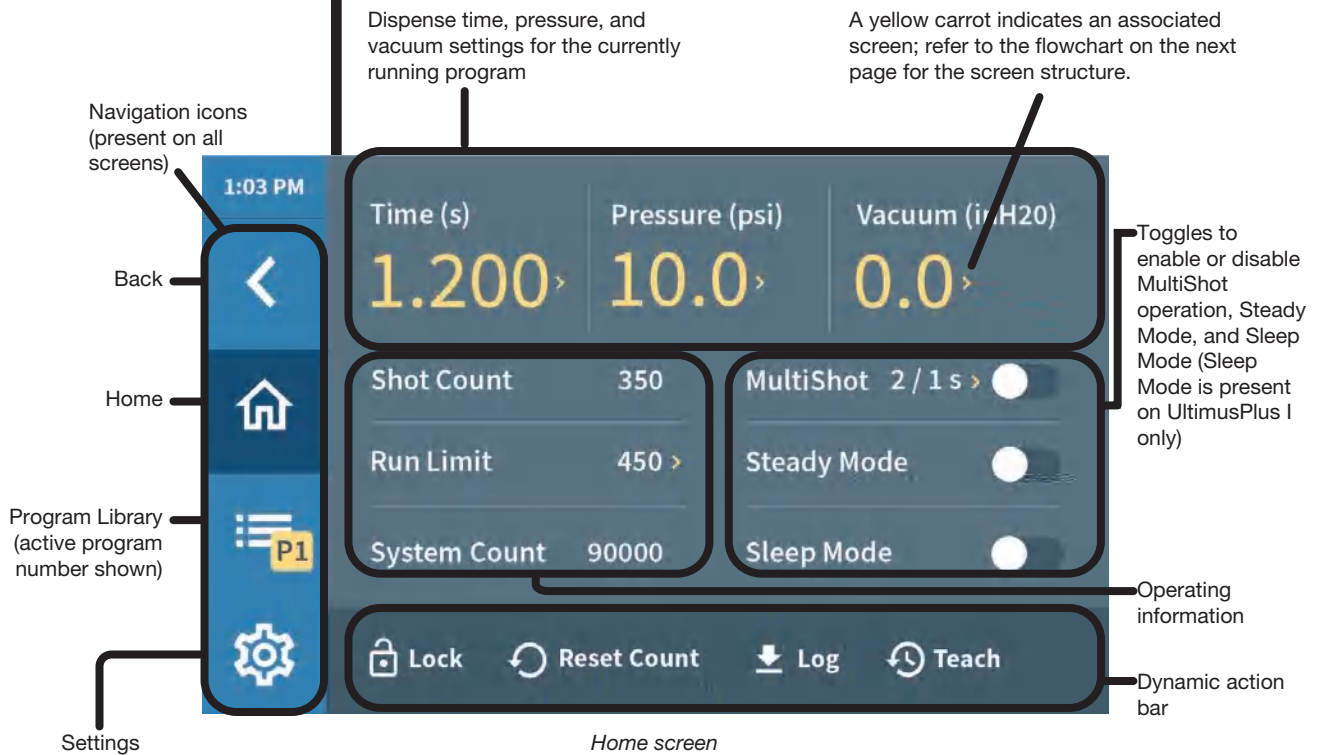 Dispense time, pressure, and
vacuum settings for the currently
running program
A yellow carrot indicates an associated
screen; refer to the flowchart on the next
page for the screen structure.
Navigation icons
(present on all
screens)
1:03 PM
Time (s)
Pressure (psi)
Vacuum (inH20)
1.200 ›
10.0 ›
0.0 ›
Back
Home
Program Library
(active program
number shown)
P1
Settings
Shot Count 350
Run Limit 450 ›
System Count 90000
MultiShot 2 / 1 s ›
Steady Mode
Sleep Mode
Toggles to
enable or disable
MultiShot
operation, Steady
Mode, and Sleep
Mode (Sleep
Mode is present
on UltimusPlus I
only)
Operating
information
Lock Reset Count Log Teach
Dynamic action
bar
Home screen